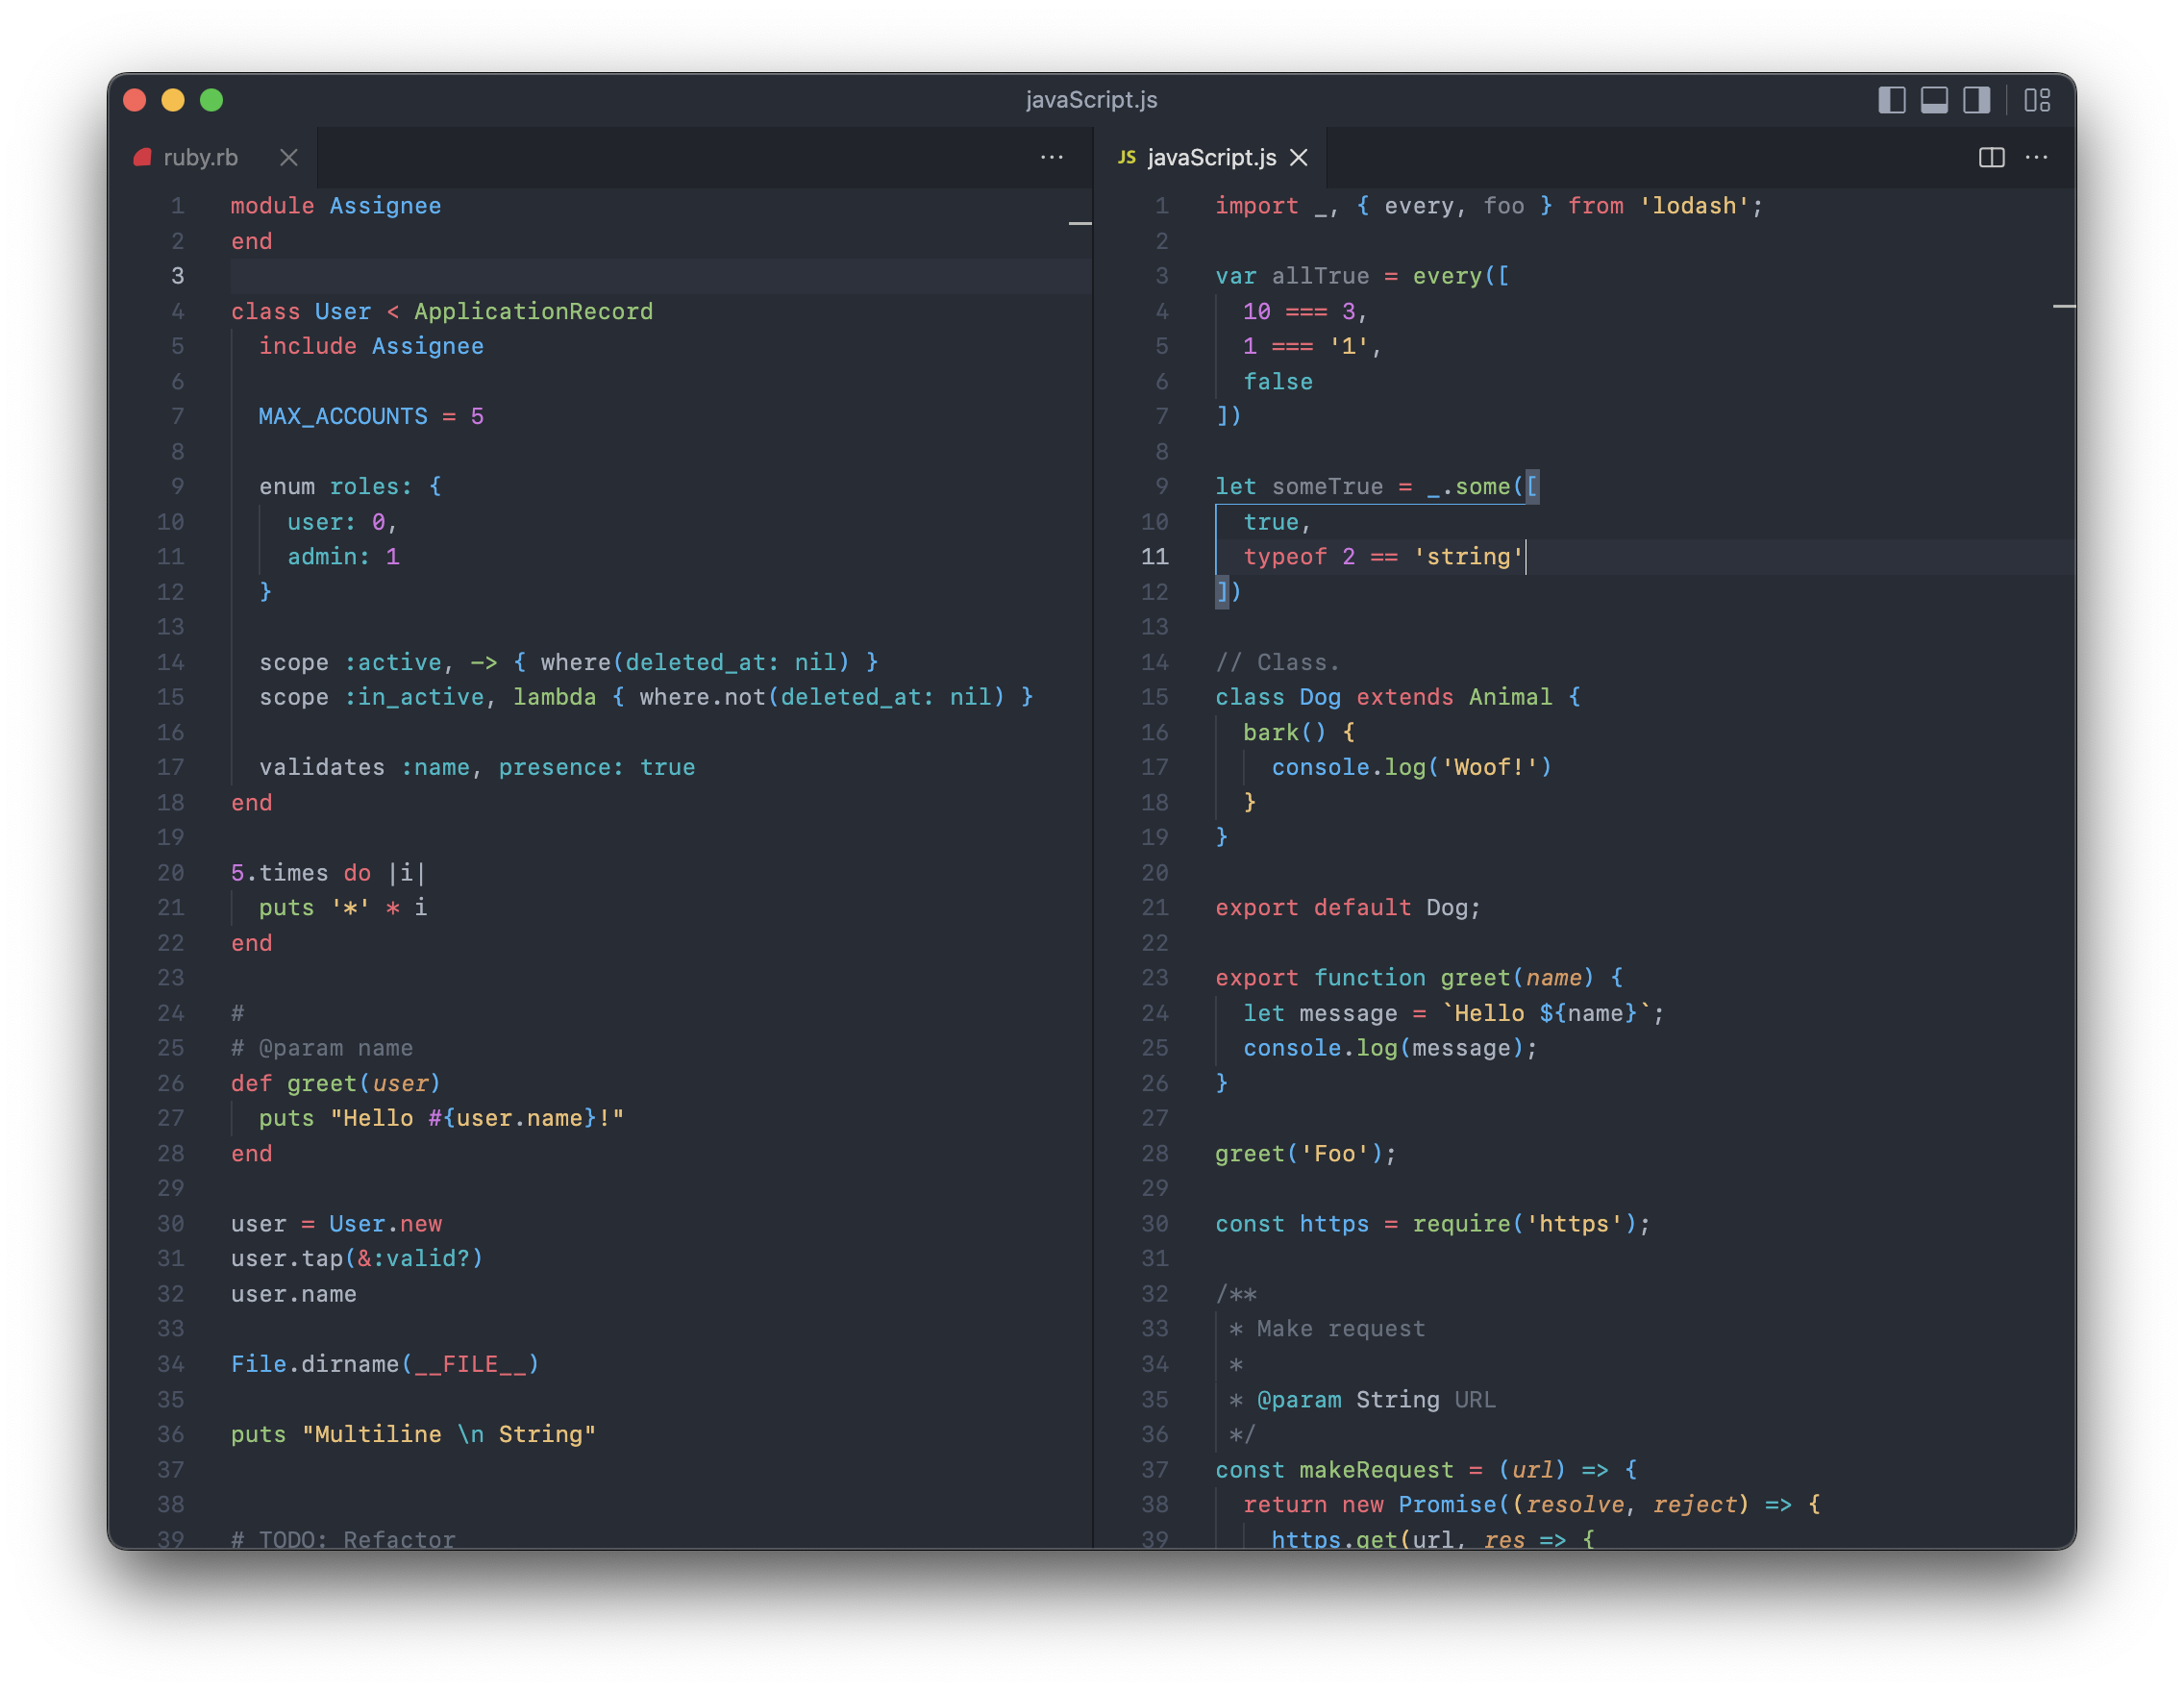 javaScript.js
ruby.rb
1 module Assignee
2 end
3
4 class User < ApplicationRecord
5   include Assignee
6
7   MAX_ACCOUNTS = 5
8
9   enum roles: {
10     user: 0,
11     admin: 1
12   }
13
14   scope :active, -> { where(deleted_at: nil) }
15   scope :in_active, lambda { where.not(deleted_at: nil) }
16
17   validates :name, presence: true
18 end
19
20 5.times do |i|
21   puts '*' * i
22 end
23
24 #
25 # @param name
26 def greet(user)
27   puts "Hello #{user.name}!"
28 end
29
30 user = User.new
31 user.tap(&:valid?)
32 user.name
33
34 File.dirname(__FILE__)
35
36 puts "Multiline \n String"
37
38
39 # TODO: Refactor
JS javaScript.js
1 import _, { every, foo } from 'lodash';
2
3 var allTrue = every([
4   10 === 3,
5   1 === '1',
6   false
7 ])
8
9 let someTrue = _.some([
10   true,
11   typeof 2 == 'string'
12 ])
13
14 // Class.
15 class Dog extends Animal {
16   bark() {
17     console.log('Woof!')
18   }
19 }
20
21 export default Dog;
22
23 export function greet(name) {
24   let message = `Hello ${name}`;
25   console.log(message);
26 }
27
28 greet('Foo');
29
30 const https = require('https');
31
32 /**
33  * Make request
34  *
35  * @param String URL
36  */
37 const makeRequest = (url) => {
38   return new Promise((resolve, reject) => {
39     https.get(url, res => {